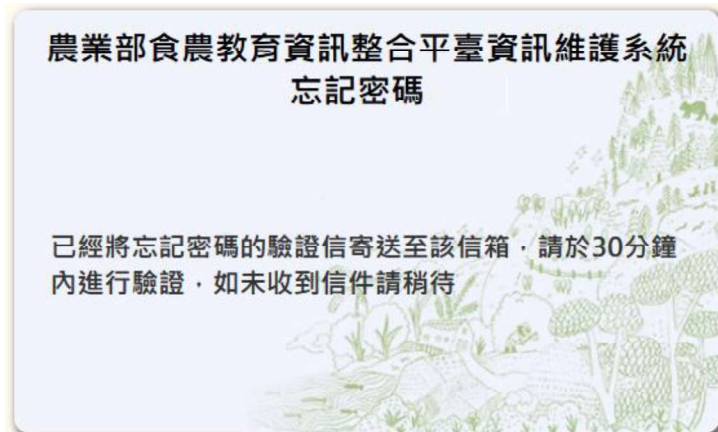 農業部食農教育資訊整合平臺資訊維護系統
忘記密碼
已經將忘記密碼的驗證信寄送至該信箱，請於30分鐘
內進行驗證，如未收到信件請稍待